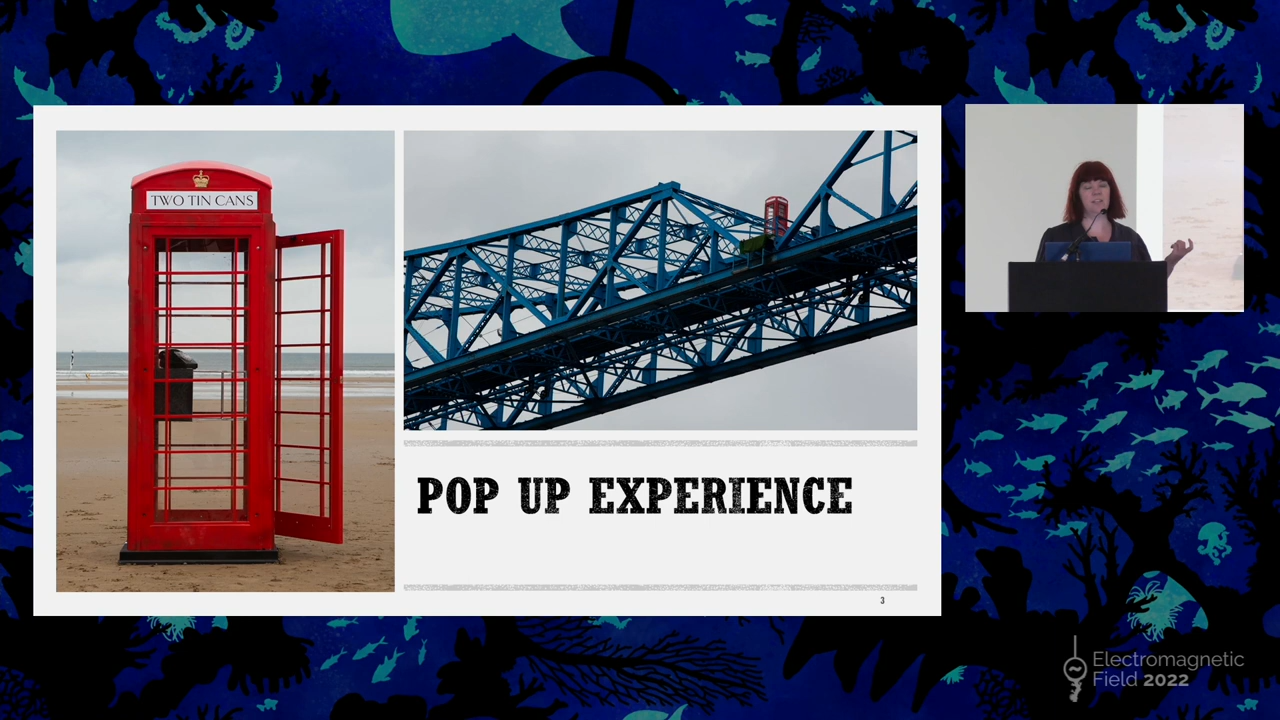 TWO TIN CANS
POP UP EXPERIENCE
3
Electromagnetic
Field 2022